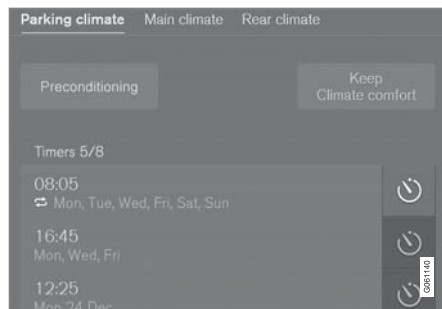 Parking climate Main climate Rear climate
Preconditioning
Keep
Climate comfort
Timers 5/8
08:05
Mon, Tue, Wed, Fri, Sat, Sun
16:45
Mon, Wed, Fri
12:25
Mon 24 Dec
G061140